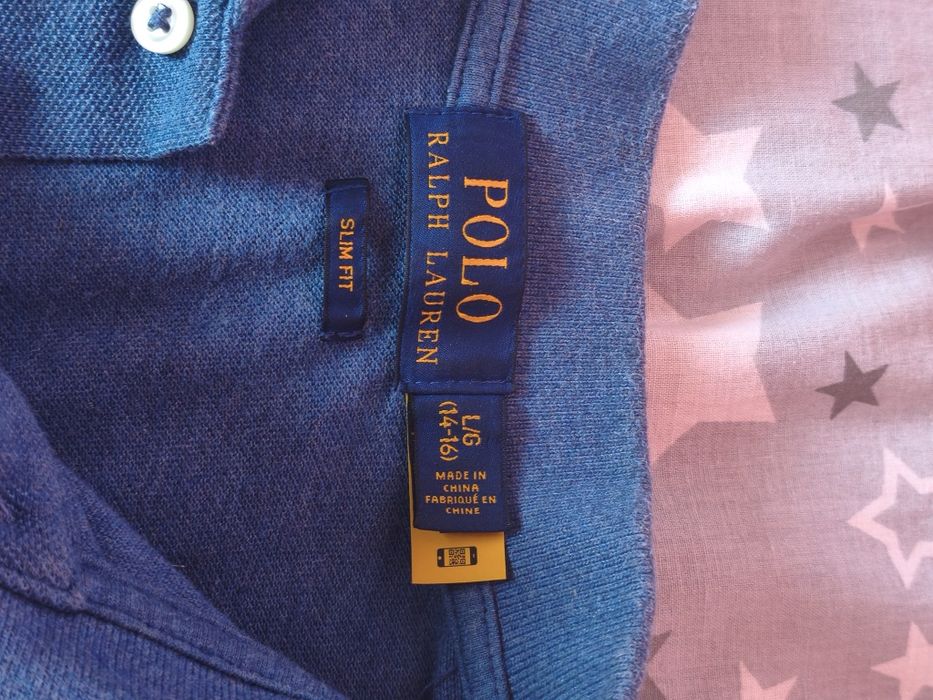 POLO
RALPH LAUREN
SLIM FIT
L/G
(14-16)
MADE IN
CHINA
FABRIQUÉ EN
CHINE